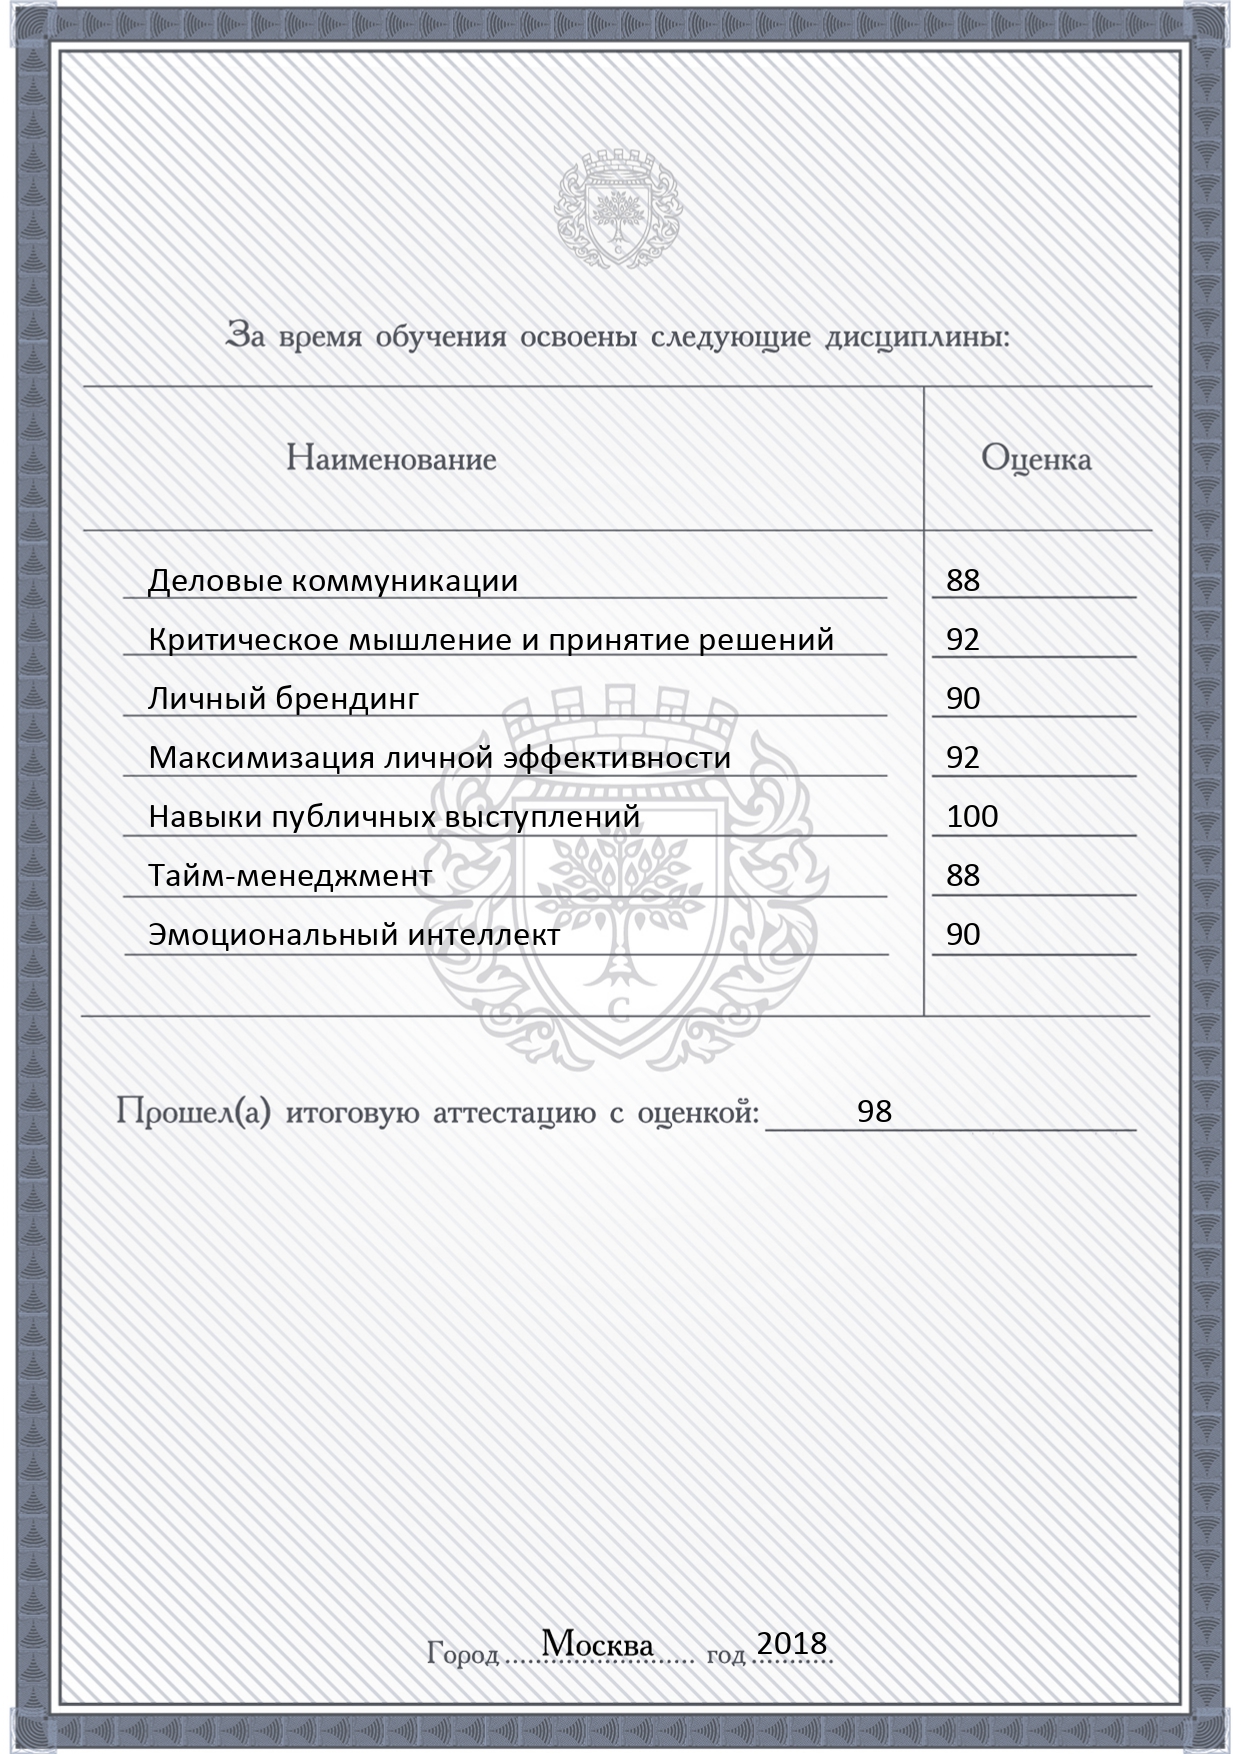 С
За время обучения освоены следующие дисциплины:
Наименование Оценка
Деловые коммуникации 88
Критическое мышление и принятие решений 92
Личный брендинг 90
Максимизация личной эффективности 92
Навыки публичных выступлений 100
Тайм-менеджмент 88
Эмоциональный интеллект 90
С
Прошел(а) итоговую аттестацию с оценкой: 98
Город Москва год 2018